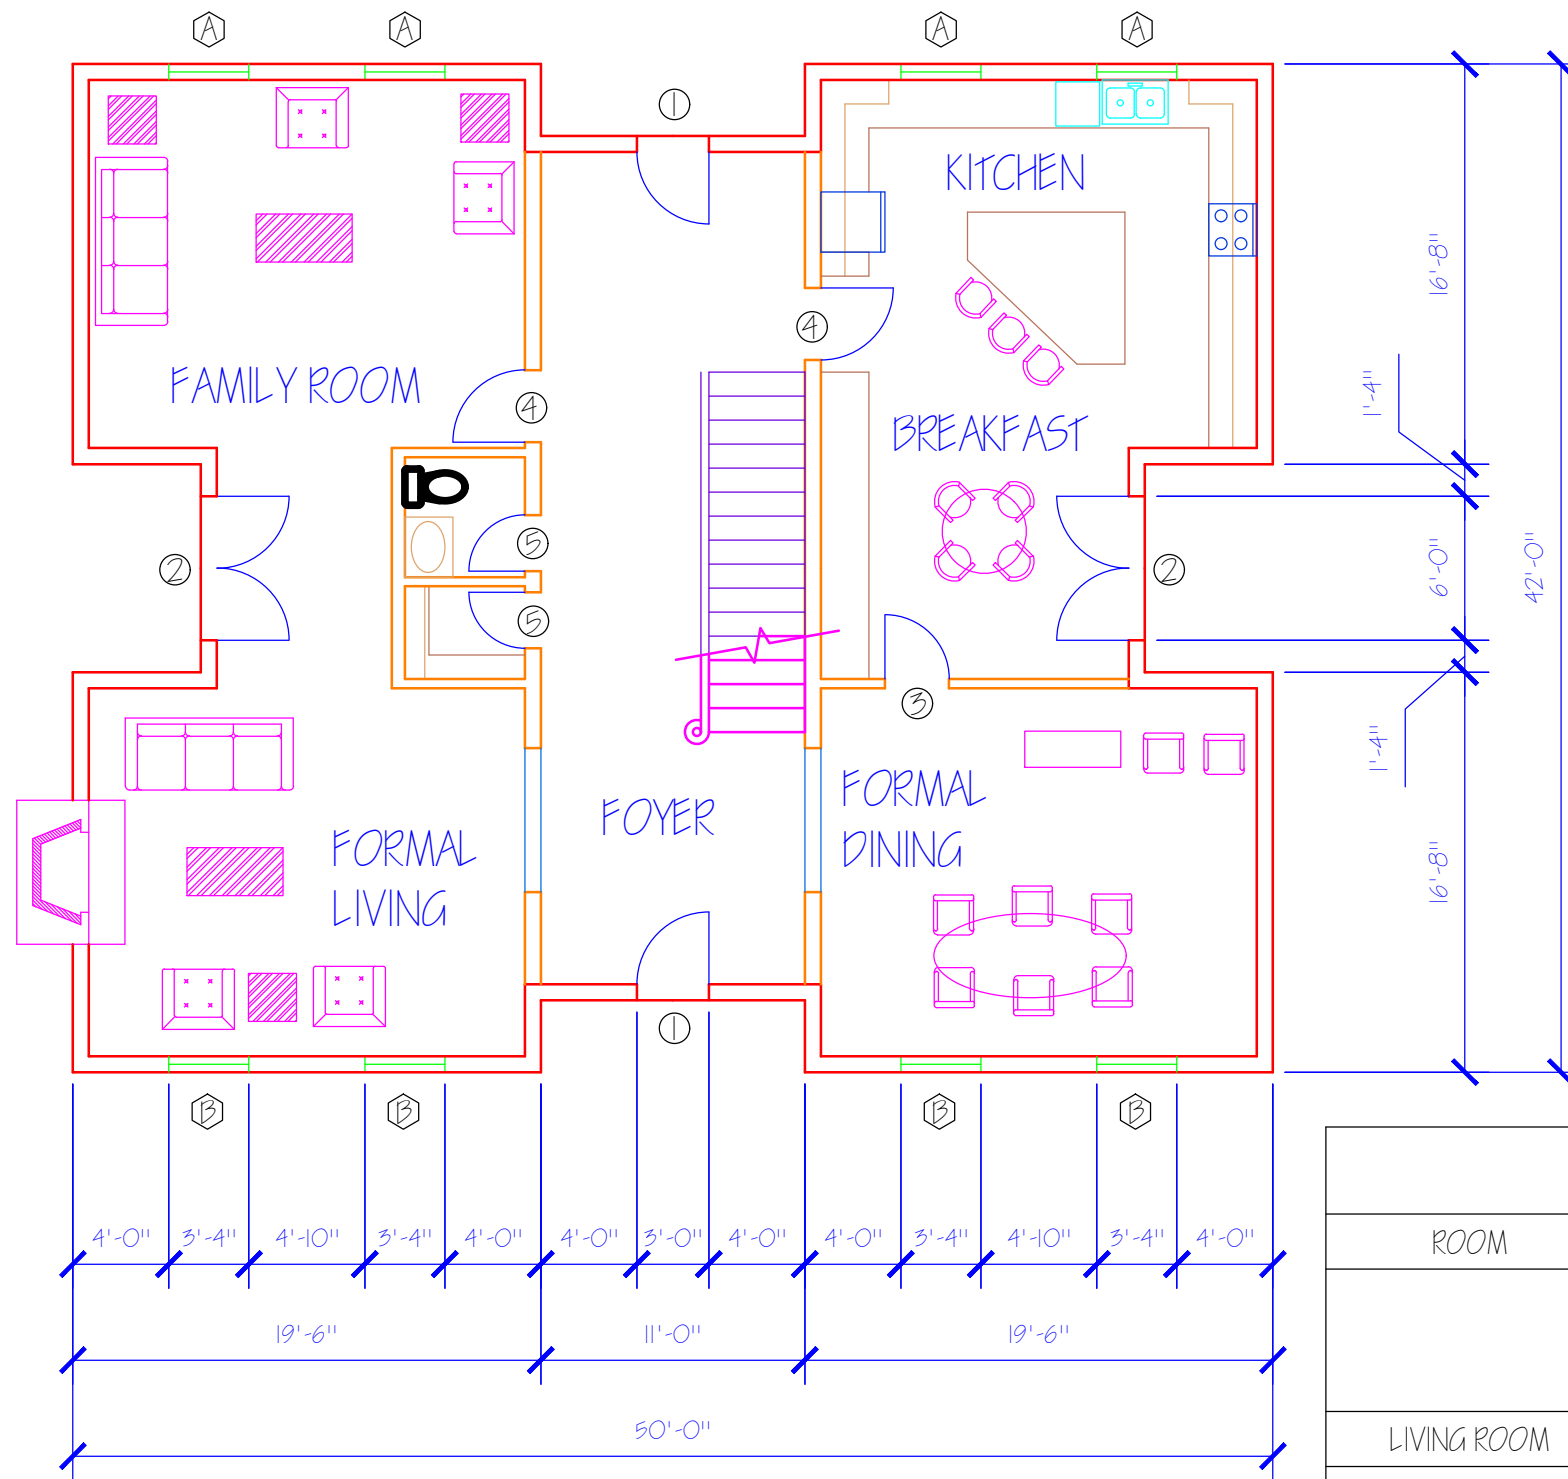 A A A A
1
KITCHEN
16'-8"
4
FAMILY ROOM
4
1'-4"
BREAKFAST
5
2
2
6'-0"
42'-0"
5
3
1'-4"
FORMAL
DINING
FOYER
FORMAL
LIVING
16'-8"
1
B B B B
4'-0" 3'-4" 4'-10" 3'-4" 4'-0" 4'-0" 3'-0" 4'-0" 4'-0" 3'-4" 4'-10" 3'-4" 4'-0"
ROOM
19'-6" 11'-0" 19'-6"
50'-0"
LIVING ROOM